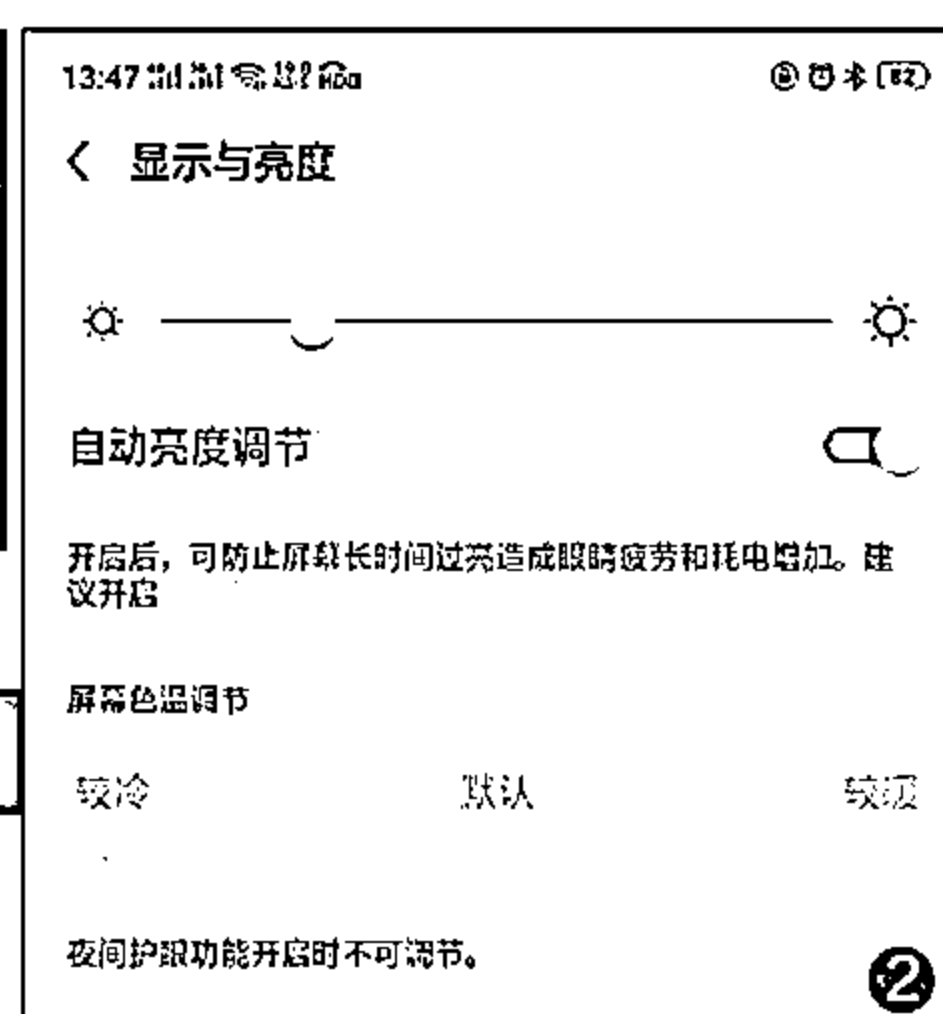 13:47
82
显示与亮度
自动亮度调节
开启后，可防止屏幕长时间过亮造成眼睛疲劳和耗电增加。建
议开启
屏幕色温调节
较冷 默认 较暖
夜间护眼功能开启时不可调节。
2